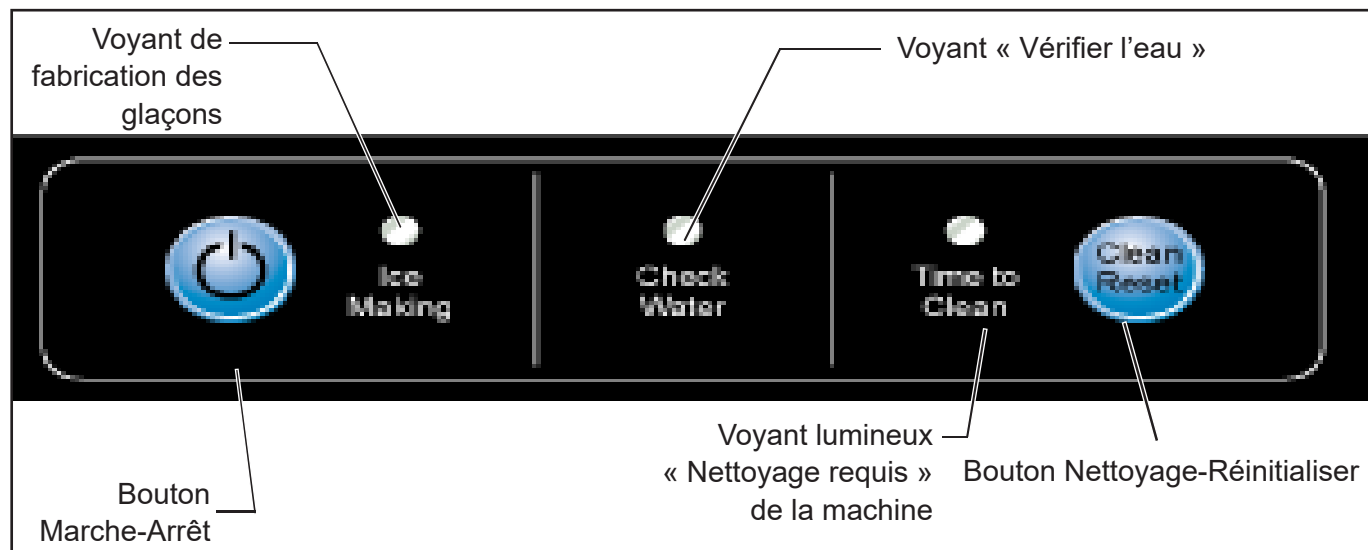 Voyant de
fabrication des
glaçons
Voyant « Vérifier l’eau »
Ice
Making
Check
Water
Time to
Clean
Clean
Reset
Bouton
Marche-Arrêt
Voyant lumineux
« Nettoyage requis »
de la machine
Bouton Nettoyage-Réinitialiser